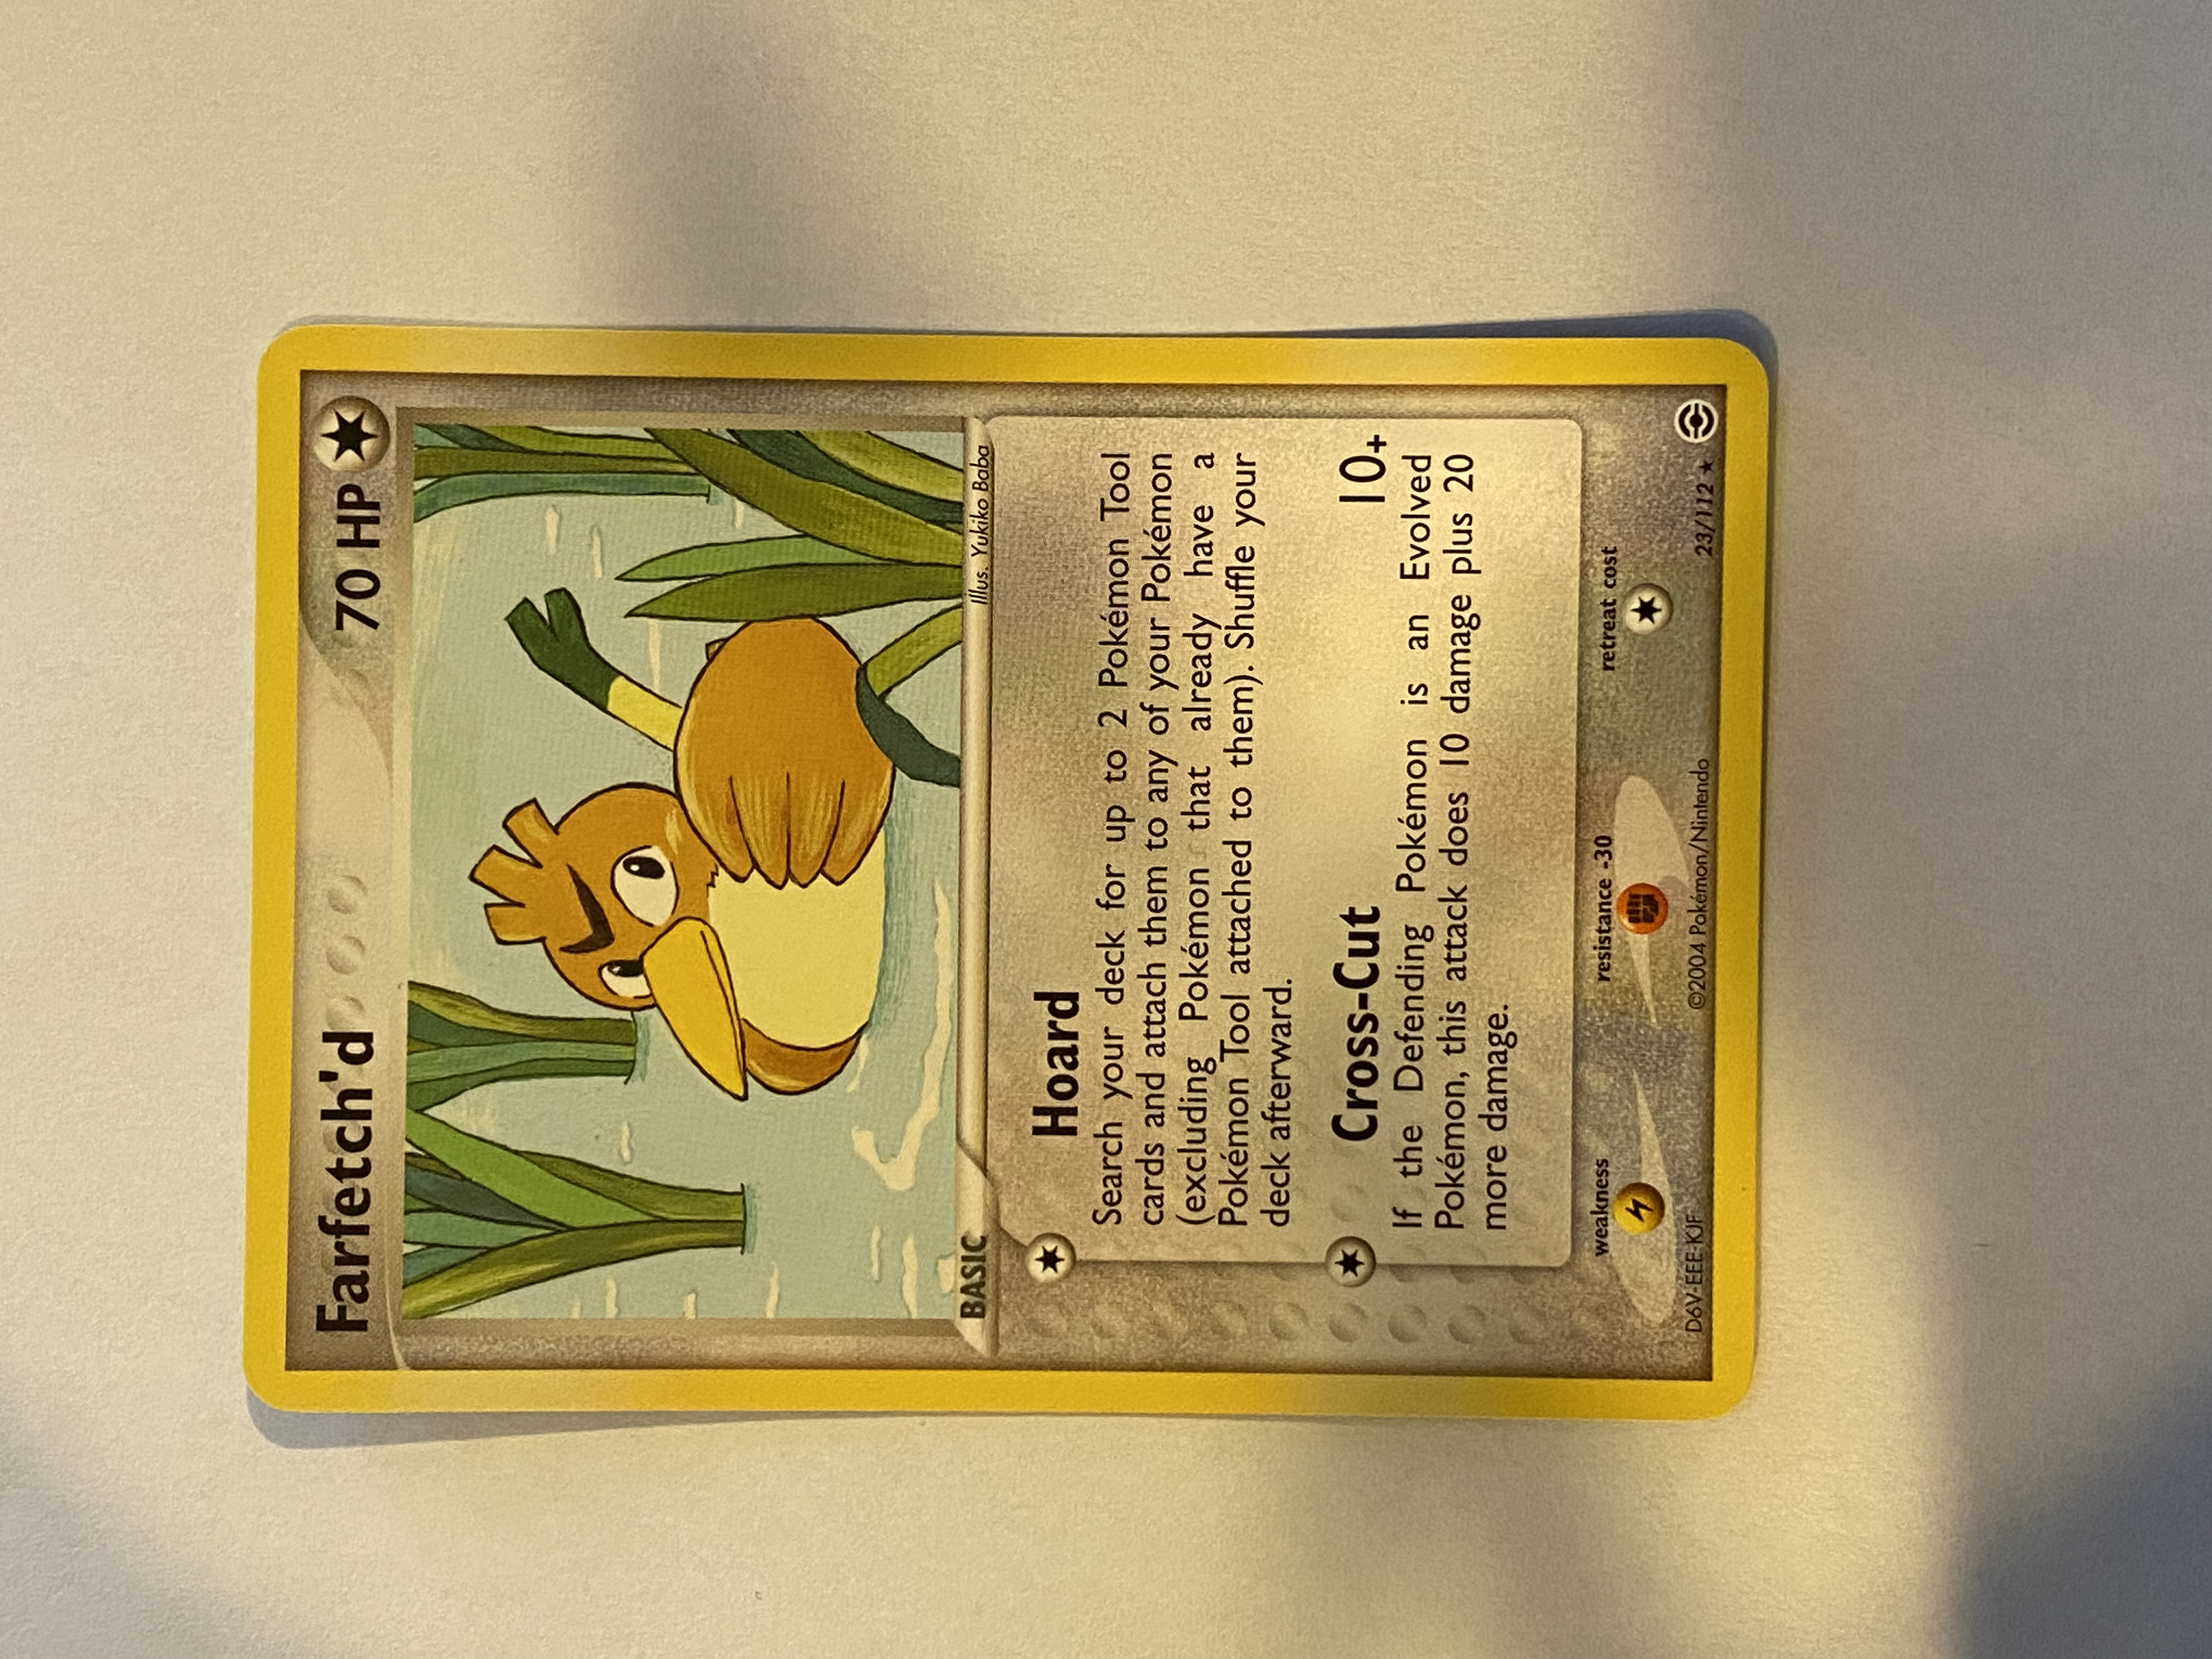 Farfetch'd 70 HP
BASIC Illus. Yukiko Baba
Hoard
Search your deck for up to 2 Pokémon Tool
cards and attach them to any of your Pokémon
(excluding Pokémon that already have a
Pokémon Tool attached to them). Shuffle your
deck afterward.
Cross-Cut 10+
If the Defending Pokémon is an Evolved
Pokémon, this attack does 10 damage plus 20
more damage.
weakness resistance -30 retreat cost
D6V-EEE-KJF ©2004 Pokémon/Nintendo 23/112 ★